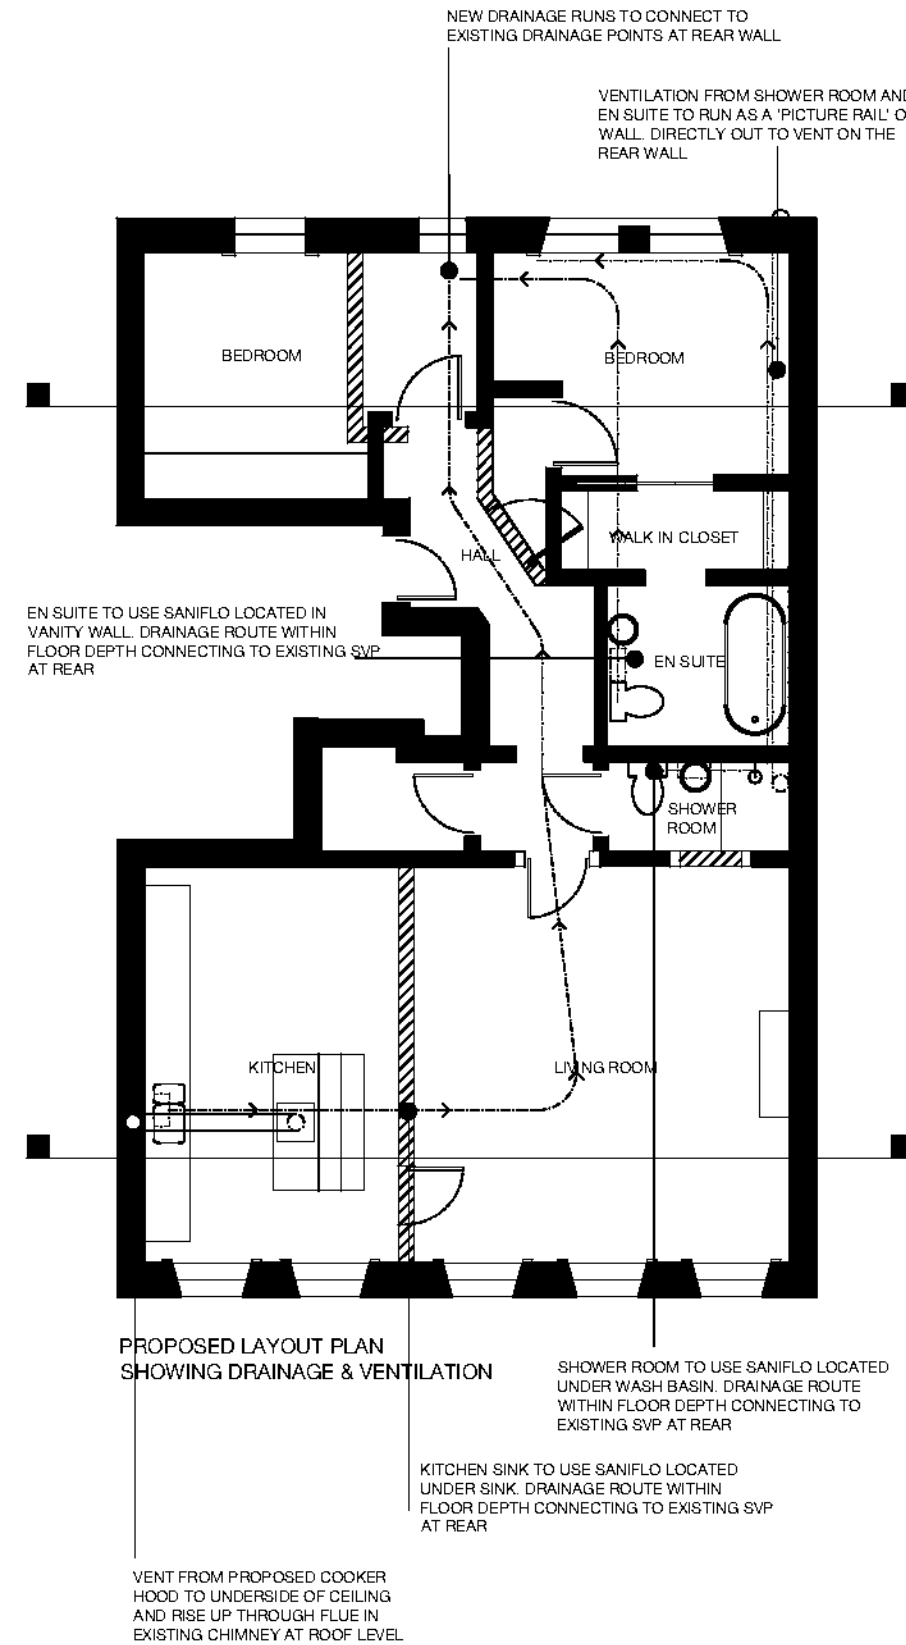 NEW DRAINAGE RUNS TO CONNECT TO
EXISTING DRAINAGE POINTS AT REAR WALL
VENTILATION FROM SHOWER ROOM AND
EN SUITE TO RUN AS A 'PICTURE RAIL' O
WALL. DIRECTLY OUT TO VENT ON THE
REAR WALL
BEDROOM
BEDROOM
WALK IN CLOSET
HALL
EN SUITE TO USE SANIFLO LOCATED IN
VANITY WALL. DRAINAGE ROUTE WITHIN
FLOOR DEPTH CONNECTING TO EXISTING SVP
AT REAR
EN SUITE
SHOWER
ROOM
KITCHEN
LIVING ROOM
PROPOSED LAYOUT PLAN
SHOWING DRAINAGE & VENTILATION
SHOWER ROOM TO USE SANIFLO LOCATED
UNDER WASH BASIN. DRAINAGE ROUTE
WITHIN FLOOR DEPTH CONNECTING TO
EXISTING SVP AT REAR
KITCHEN SINK TO USE SANIFLO LOCATED
UNDER SINK. DRAINAGE ROUTE WITHIN
FLOOR DEPTH CONNECTING TO EXISTING SVP
AT REAR
VENT FROM PROPOSED COOKER
HOOD TO UNDERSIDE OF CEILING
AND RISE UP THROUGH FLUE IN
EXISTING CHIMNEY AT ROOF LEVEL